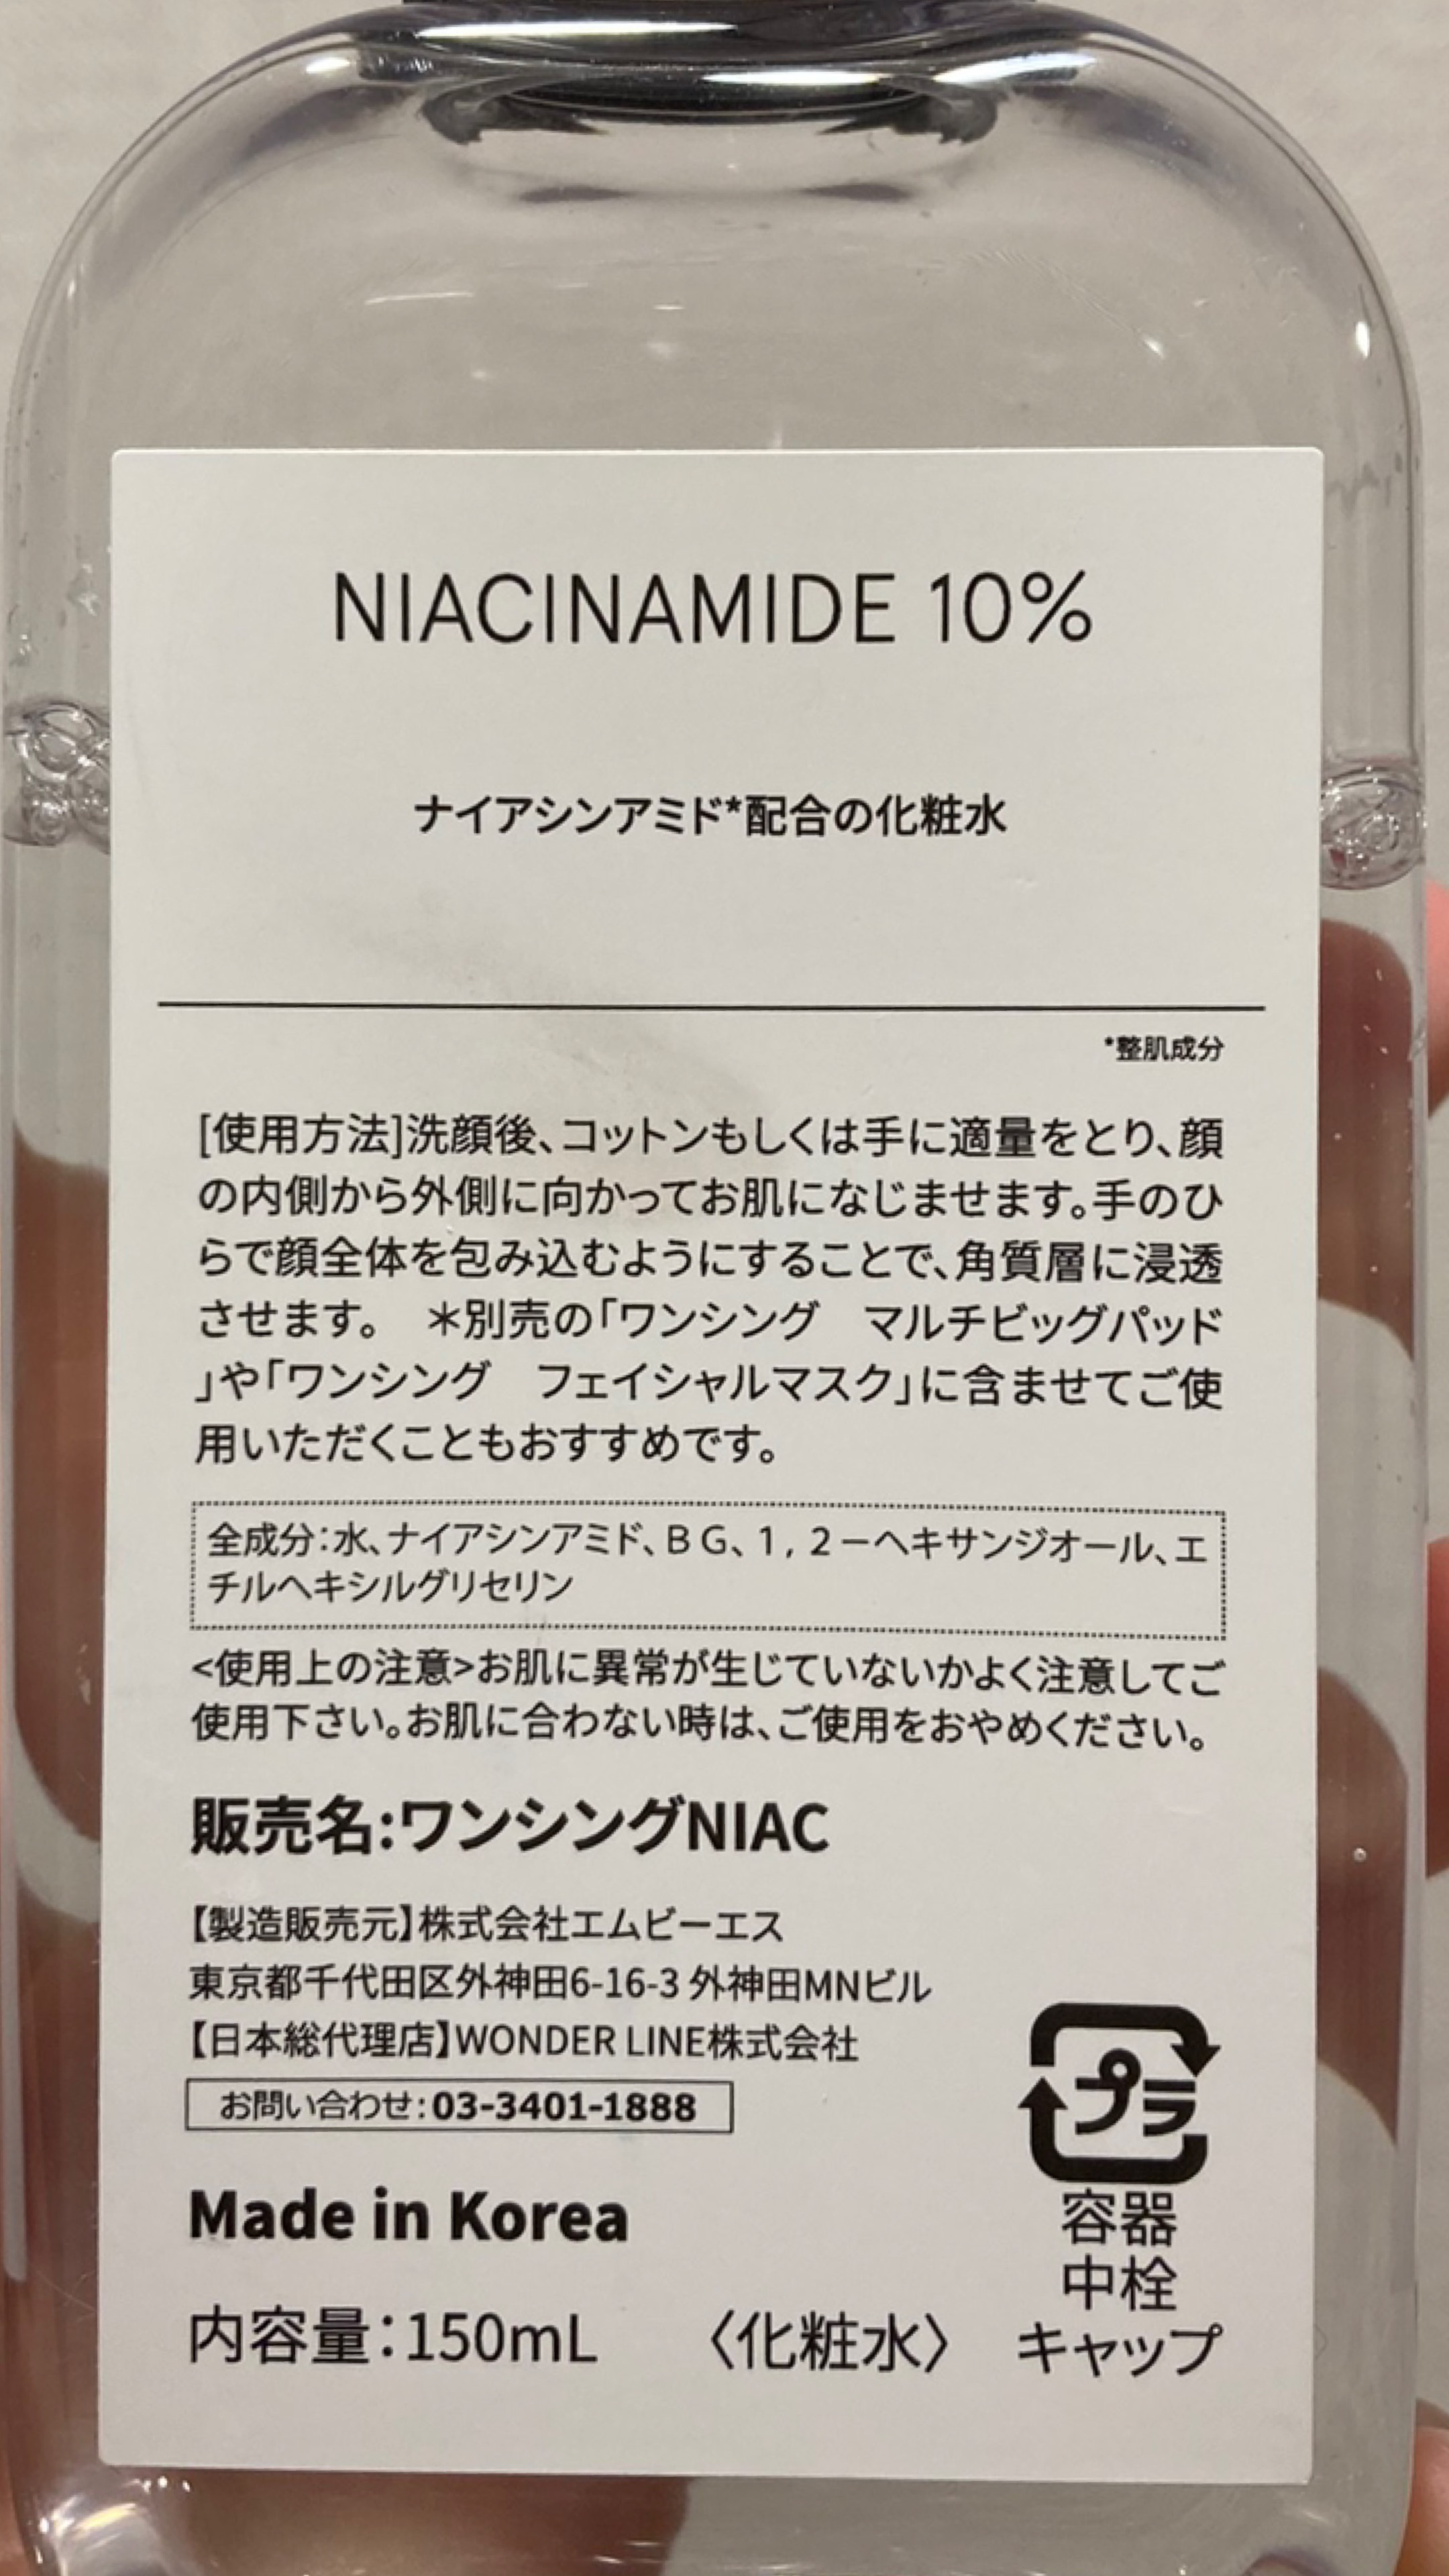 NIACINAMIDE 10%
ナイアシンアミド*配合の化粧水
*整肌成分
[使用方法]洗顔後、コットンもしくは手に適量をとり、顔
の内側から外側に向かってお肌になじませます。手のひ
らで顔全体を包み込むようにすることで、角質層に浸透
させます。　＊別売の「ワンシング　マルチビッグパッド
」や「ワンシング　フェイシャルマスク」に含ませてご使
用いただくこともおすすめです。
全成分：水、ナイアシンアミド、ＢＧ、１，２－ヘキサンジオール、エ
チルヘキシルグリセリン
<使用上の注意>お肌に異常が生じていないかよく注意してご
使用下さい。お肌に合わない時は、ご使用をおやめください。
販売名:ワンシングNIAC
【製造販売元】株式会社エムビーエス
東京都千代田区外神田6-16-3 外神田MNビル
【日本総代理店】WONDER LINE株式会社
お問い合わせ：03-3401-1888
プラ
Made in Korea
容器
中栓
キャップ
内容量：150mL　〈化粧水〉